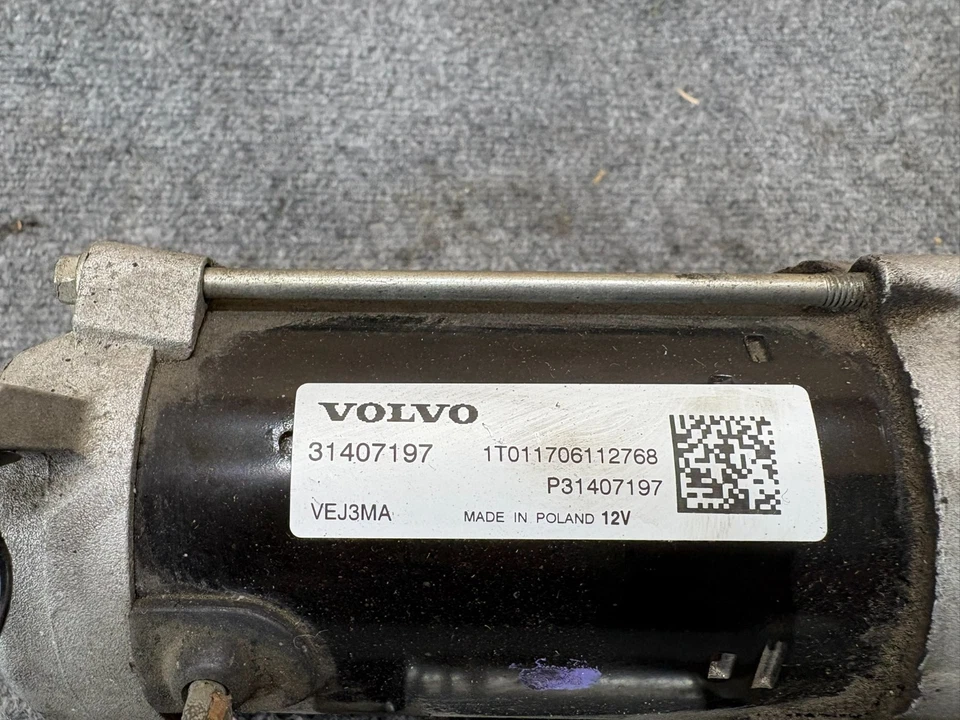 VOLVO
31407197 1T011706112768
P31407197
VEJ3MA MADE IN POLAND 12V